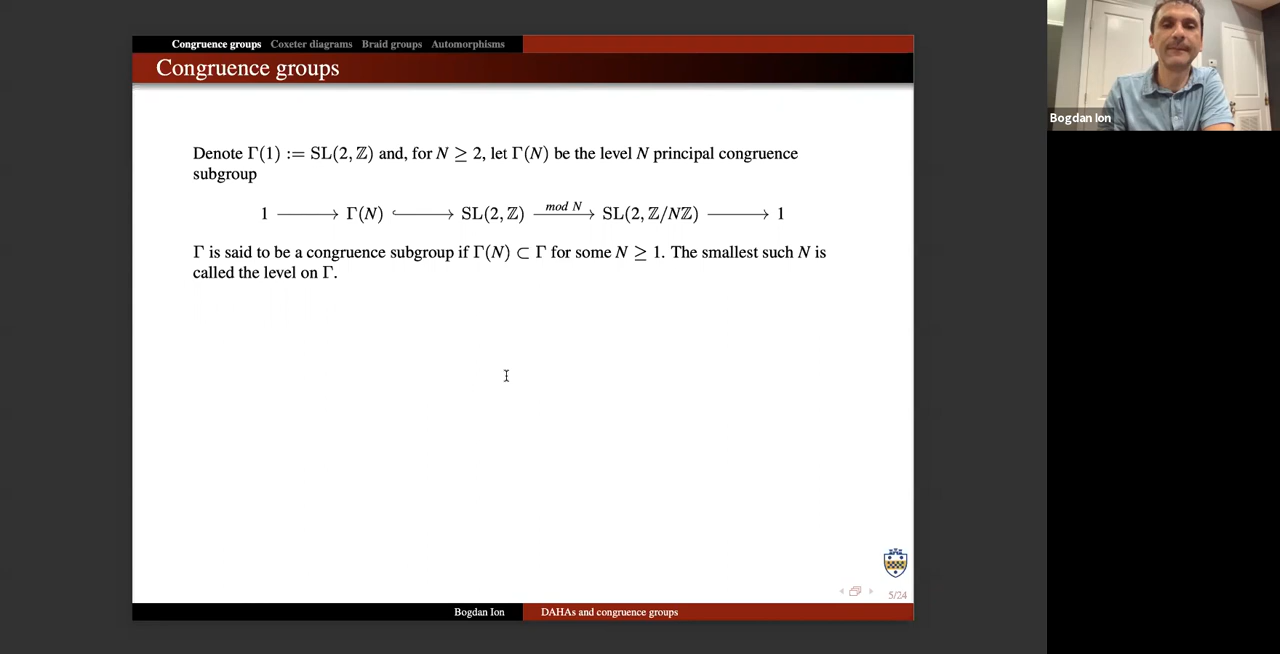 Congruence groups Coxeter diagrams Braid groups Automorphisms
Congruence groups
Denote Γ(1) := SL(2, ℤ) and, for N ≥ 2, let Γ(N) be the level N principal congruence
subgroup
1 ⟶ Γ(N) ↪ SL(2, ℤ) ⟶ mod N SL(2, ℤ/Nℤ) ⟶ 1
Γ is said to be a congruence subgroup if Γ(N) ⊂ Γ for some N ≥ 1. The smallest such N is
called the level on Γ.
5/24
Bogdan Ion DAHAs and congruence groups
Bogdan Ion